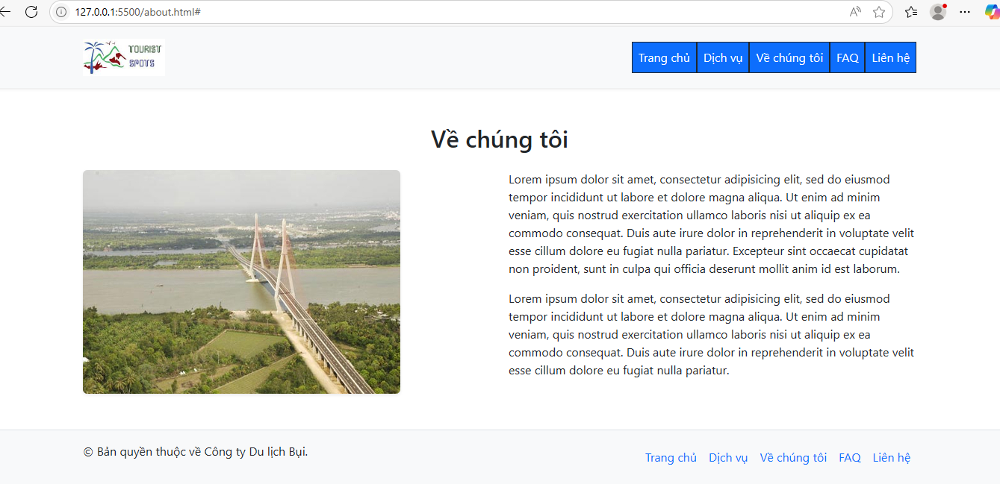 127.0.0.1:5500/about.html#
TOURIST
SPOTS
Trang chủ Dịch vụ Về chúng tôi FAQ Liên hệ
Về chúng tôi
Lorem ipsum dolor sit amet, consectetur adipisicing elit, sed do eiusmod
tempor incididunt ut labore et dolore magna aliqua. Ut enim ad minim
veniam, quis nostrud exercitation ullamco laboris nisi ut aliquip ex ea
commodo consequat. Duis aute irure dolor in reprehenderit in voluptate velit
esse cillum dolore eu fugiat nulla pariatur. Excepteur sint occaecat cupidatat
non proident, sunt in culpa qui officia deserunt mollit anim id est laborum.
Lorem ipsum dolor sit amet, consectetur adipisicing elit, sed do eiusmod
tempor incididunt ut labore et dolore magna aliqua. Ut enim ad minim
veniam, quis nostrud exercitation ullamco laboris nisi ut aliquip ex ea
commodo consequat. Duis aute irure dolor in reprehenderit in voluptate velit
esse cillum dolore eu fugiat nulla pariatur.
© Bản quyền thuộc về Công ty Du lịch Bụi.
Trang chủ Dịch vụ Về chúng tôi FAQ Liên hệ